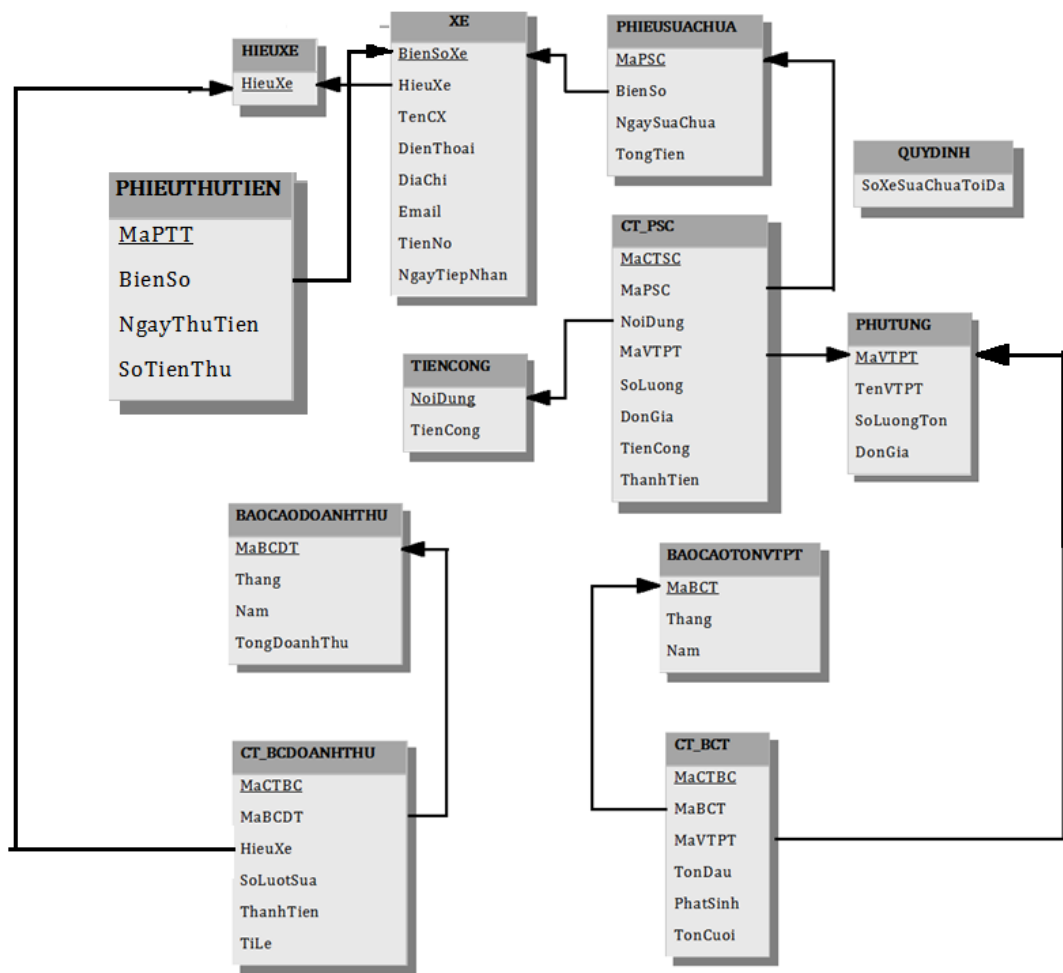 HIEUXE
HieuXe
XE
BienSoXe
HieuXe
TenCX
DienThoai
DiaChi
Email
TienNo
NgayTiepNhan
PHIEUSUACHUA
MaPSC
BienSo
NgaySuaChua
TongTien
QUYDINH
SoXeSuaChuaToiDa
PHIEUTHUTIEN
MaPTT
BienSo
NgayThuTien
SoTienThu
CT_PSC
MaCTSC
MaPSC
NoiDung
MaVTPT
SoLuong
DonGia
TienCong
ThanhTien
TIENCONG
NoiDung
TienCong
PHUTUNG
MaVTPT
TenVTPT
SoLuongTon
DonGia
BAOCAODOANHTHU
MaBCDT
Thang
Nam
TongDoanhThu
BAOCAOTONVTPT
MaBCT
Thang
Nam
CT_BCDOANHTHU
MaCTBC
MaBCDT
HieuXe
SoLuotSua
ThanhTien
TiLe
CT_BCT
MaCTBC
MaBCT
MaVTPT
TonDau
PhatSinh
TonCuoi